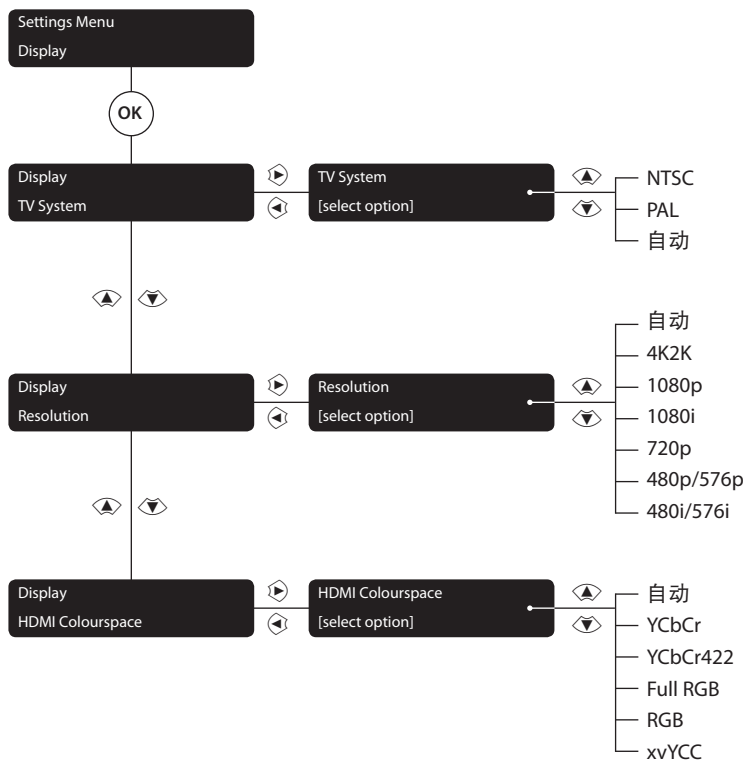 Settings Menu
Display
OK
Display
TV System
TV System
[select option]
NTSC
PAL
自动
Display
Resolution
Resolution
[select option]
自动
4K2K
1080p
1080i
720p
480p/576p
480i/576i
Display
HDMI Colourspace
HDMI Colourspace
[select option]
自动
YCbCr
YCbCr422
Full RGB
RGB
xvYCC